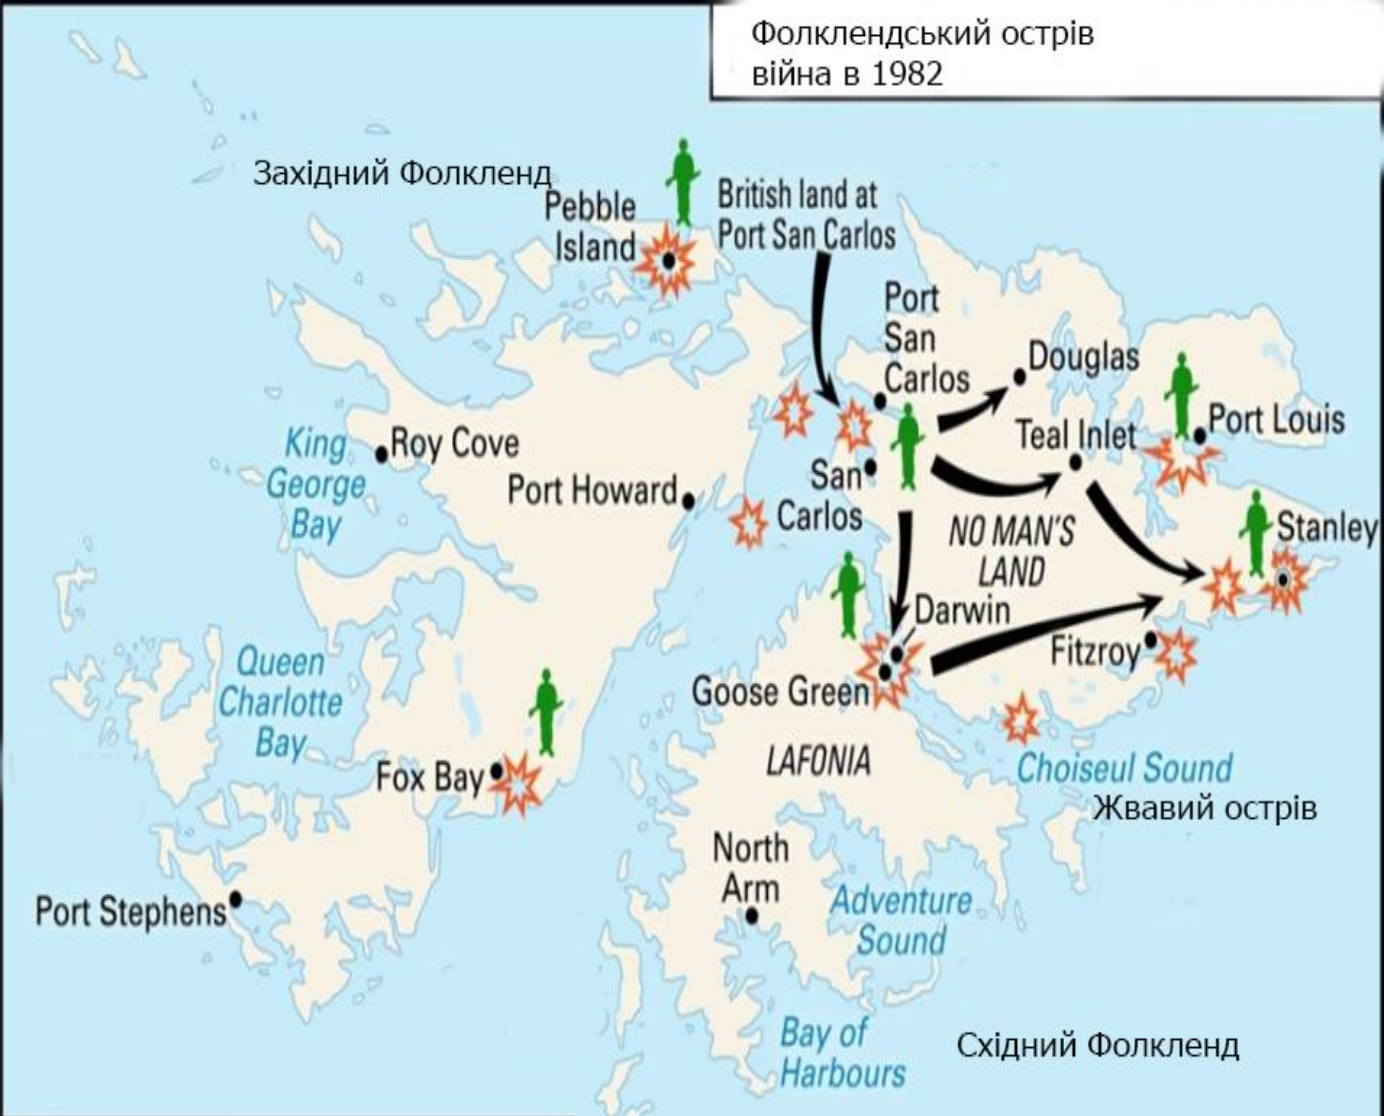 Фолклендський острів
війна в 1982
Західний Фолкленд
Pebble
Island
British land at
Port San Carlos
Port
San
Carlos
Douglas
Teal Inlet
Port Louis
King
George
Bay
Roy Cove
Port Howard
San
Carlos
NO MAN'S
LAND
Stanley
Darwin
Fitzroy
Goose Green
Queen
Charlotte
Bay
Fox Bay
LAFONIA
Choiseul Sound
Жвавий острів
North
Arm
Adventure
Sound
Port Stephens
Bay of
Harbours
Східний Фолкленд